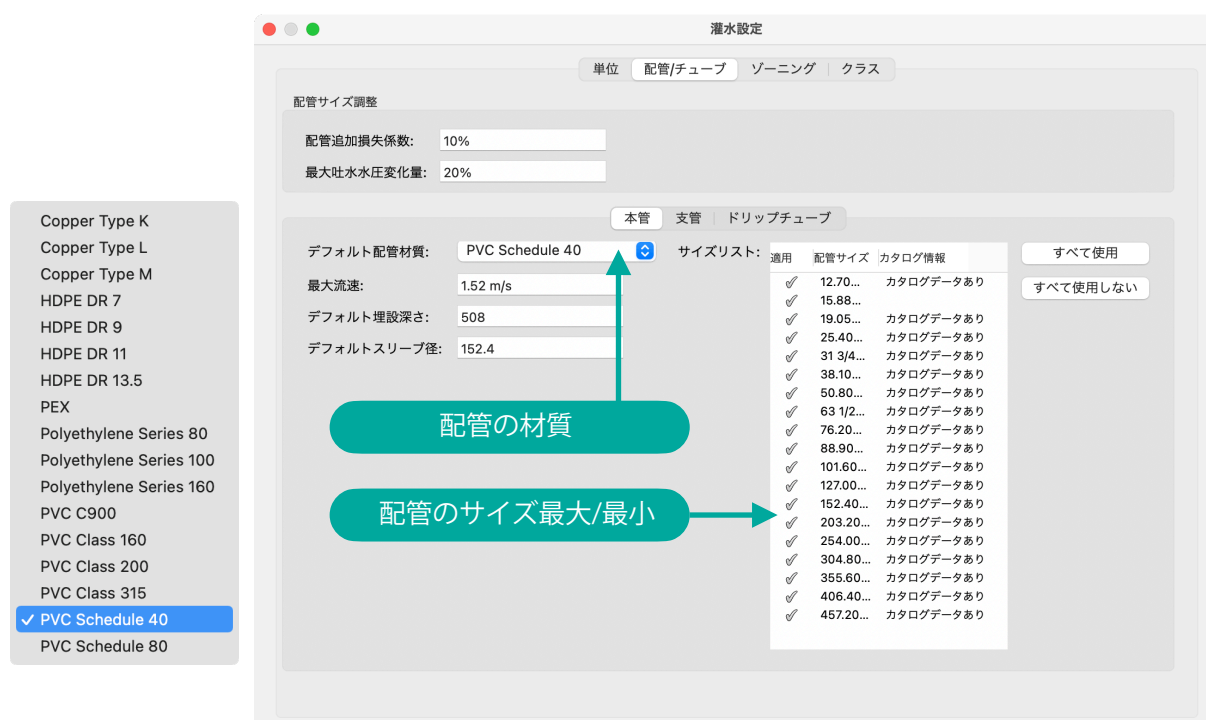 灌水設定
単位
配管/チューブ
ゾーニング
クラス
配管サイズ調整
配管追加損失係数:
10%
最大吐水水圧変化量:
20%
Copper Type K
Copper Type L
Copper Type M
HDPE DR 7
HDPE DR 9
HDPE DR 11
HDPE DR 13.5
PEX
Polyethylene Series 80
Polyethylene Series 100
Polyethylene Series 160
PVC C900
PVC Class 160
PVC Class 200
PVC Class 315
✓ PVC Schedule 40
PVC Schedule 80
本管
支管
ドリップチューブ
デフォルト配管材質:
PVC Schedule 40
最大流速:
1.52 m/s
デフォルト埋設深さ:
508
デフォルトスリーブ径:
152.4
配管の材質
配管のサイズ最大/最小
サイズリスト:
適用 配管サイズ カタログ情報
12.70... カタログデータあり
15.88...
19.05... カタログデータあり
25.40... カタログデータあり
31 3/4... カタログデータあり
38.10... カタログデータあり
50.80... カタログデータあり
63 1/2... カタログデータあり
76.20... カタログデータあり
88.90... カタログデータあり
101.60... カタログデータあり
127.00... カタログデータあり
152.40... カタログデータあり
203.20... カタログデータあり
254.00... カタログデータあり
304.80... カタログデータあり
355.60... カタログデータあり
406.40... カタログデータあり
457.20... カタログデータあり
すべて使用
すべて使用しない